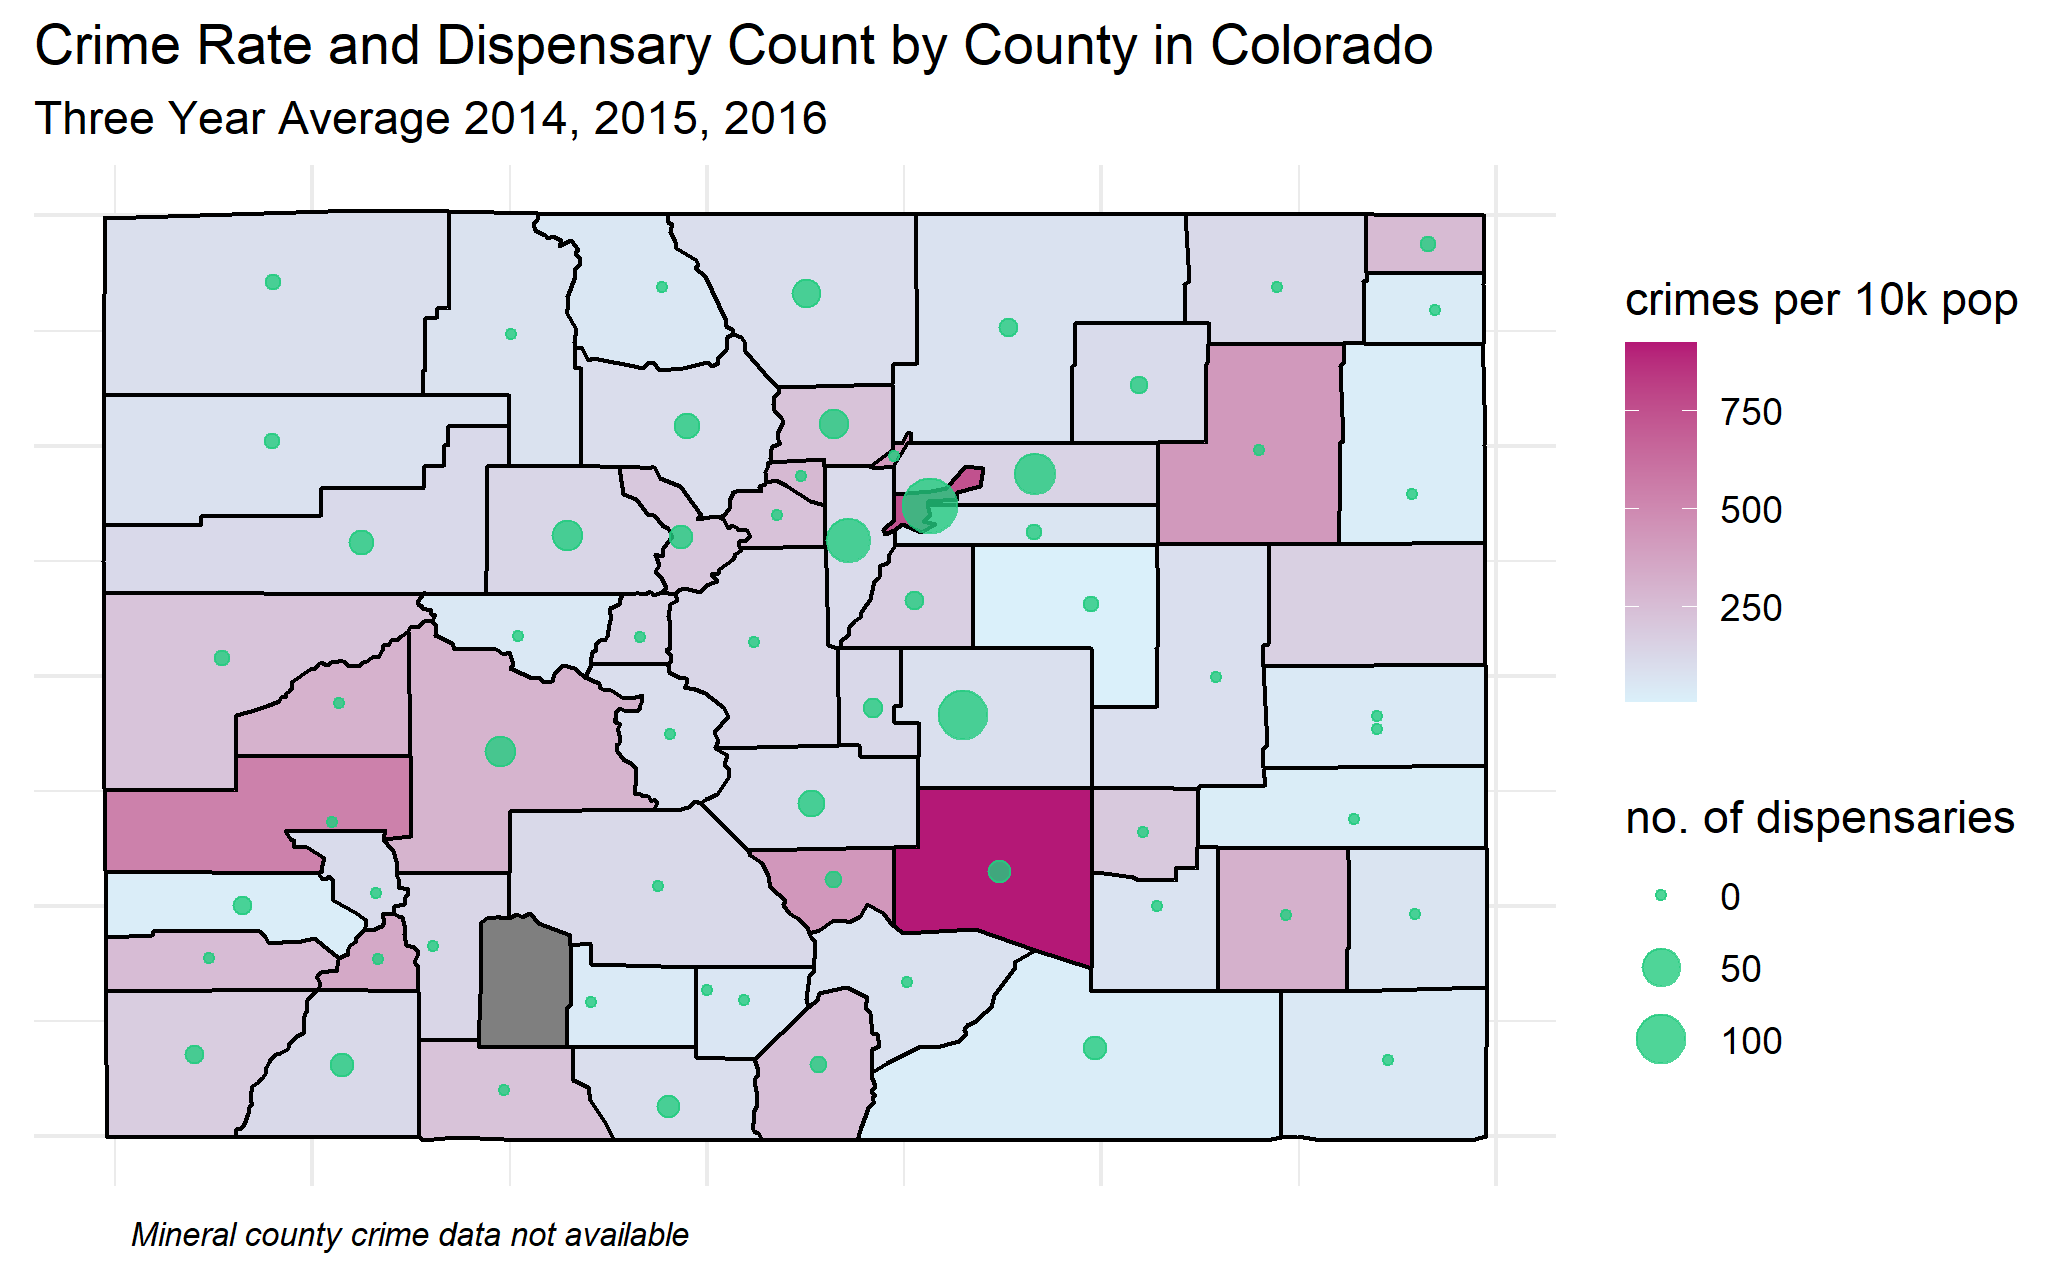 Crime Rate and Dispensary Count by County in Colorado
Three Year Average 2014, 2015, 2016
crimes per 10k pop
750
500
250
no. of dispensaries
0
50
100
Mineral county crime data not available